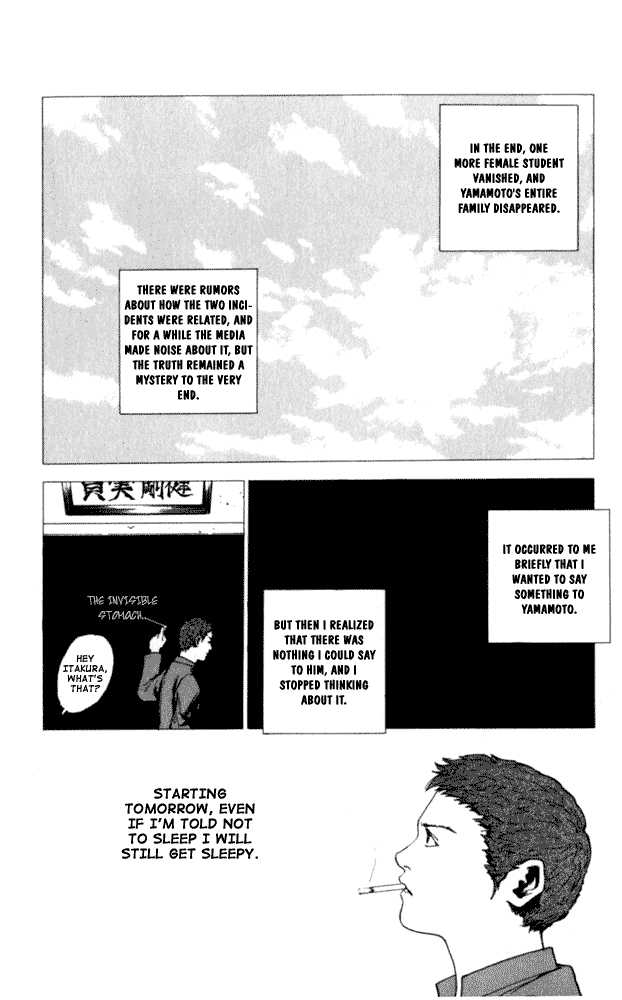 IN THE END, ONE
MORE FEMALE STUDENT
VANISHED, AND
YAMAMOTO'S ENTIRE
FAMILY DISAPPEARED.
THERE WERE RUMORS
ABOUT HOW THE TWO INCI-
DENTS WERE RELATED, AND
FOR A WHILE THE MEDIA
MADE NOISE ABOUT IT, BUT
THE TRUTH REMAINED A
MYSTERY TO THE VERY
END.
IT OCCURRED TO ME
BRIEFLY THAT I
WANTED TO SAY
SOMETHING TO
YAMAMOTO.
BUT THEN I REALIZED
THAT THERE WAS
NOTHING I COULD SAY
TO HIM, AND I
STOPPED THINKING
ABOUT IT.
質実剛健
THE INVISIBLE
STOMACH...
HEY
ITAKURA,
WHAT'S
THAT?
STARTING
TOMORROW, EVEN
IF I'M TOLD NOT
TO SLEEP I WILL
STILL GET SLEEPY.